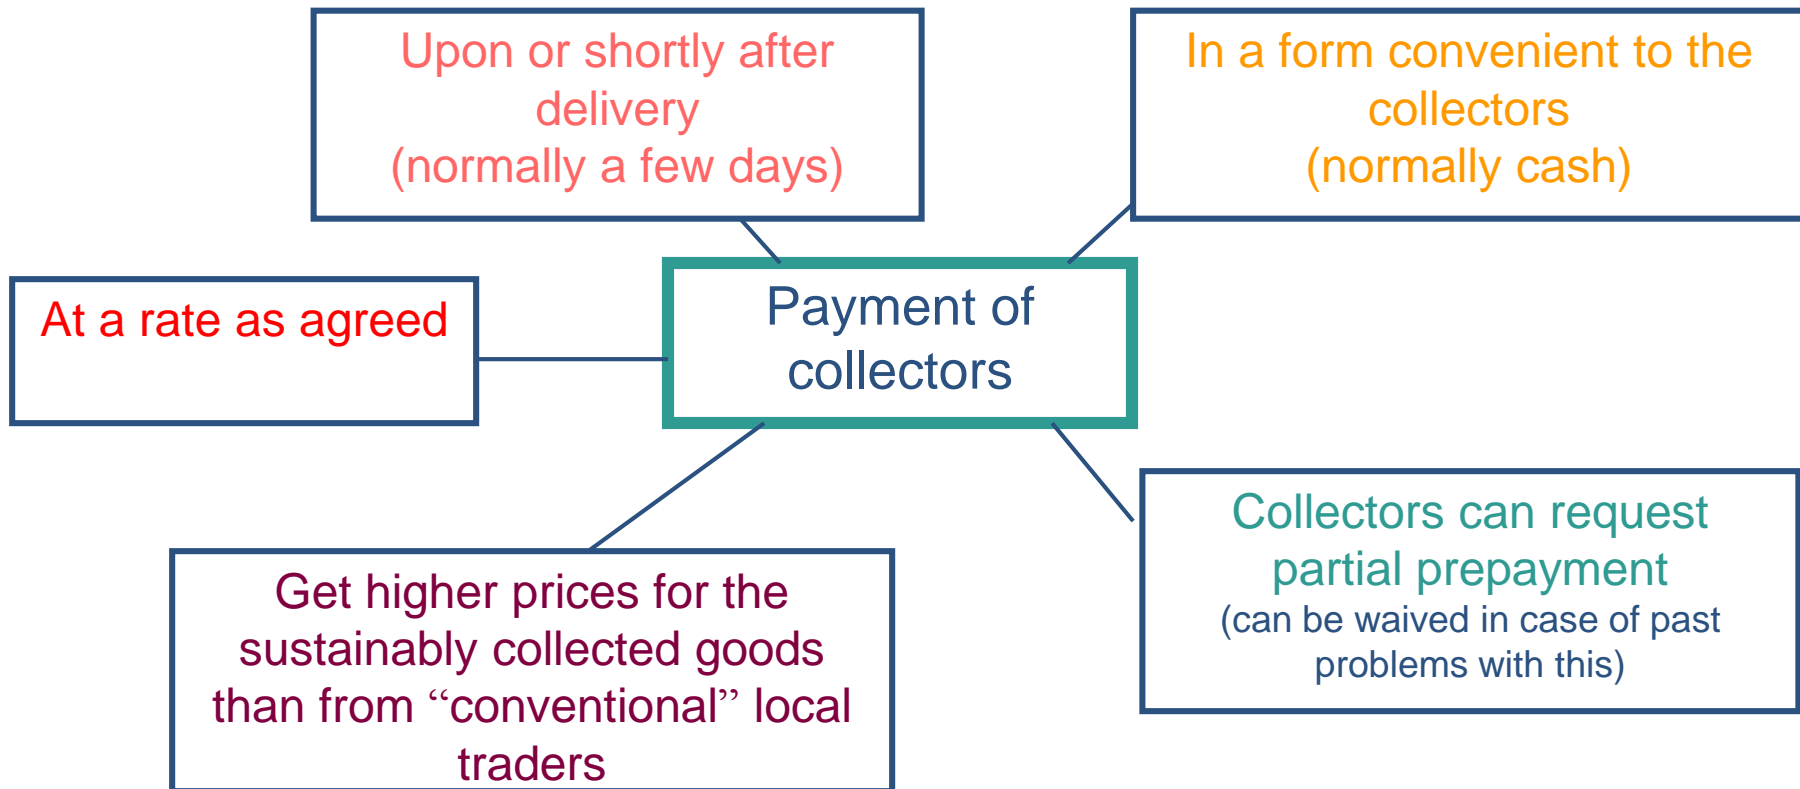 Upon or shortly after
delivery
(normally a few days)
In a form convenient to the
collectors
(normally cash)
At a rate as agreed
Payment of
collectors
Get higher prices for the
sustainably collected goods
than from “conventional” local
traders
Collectors can request
partial prepayment
(can be waived in case of past
problems with this)